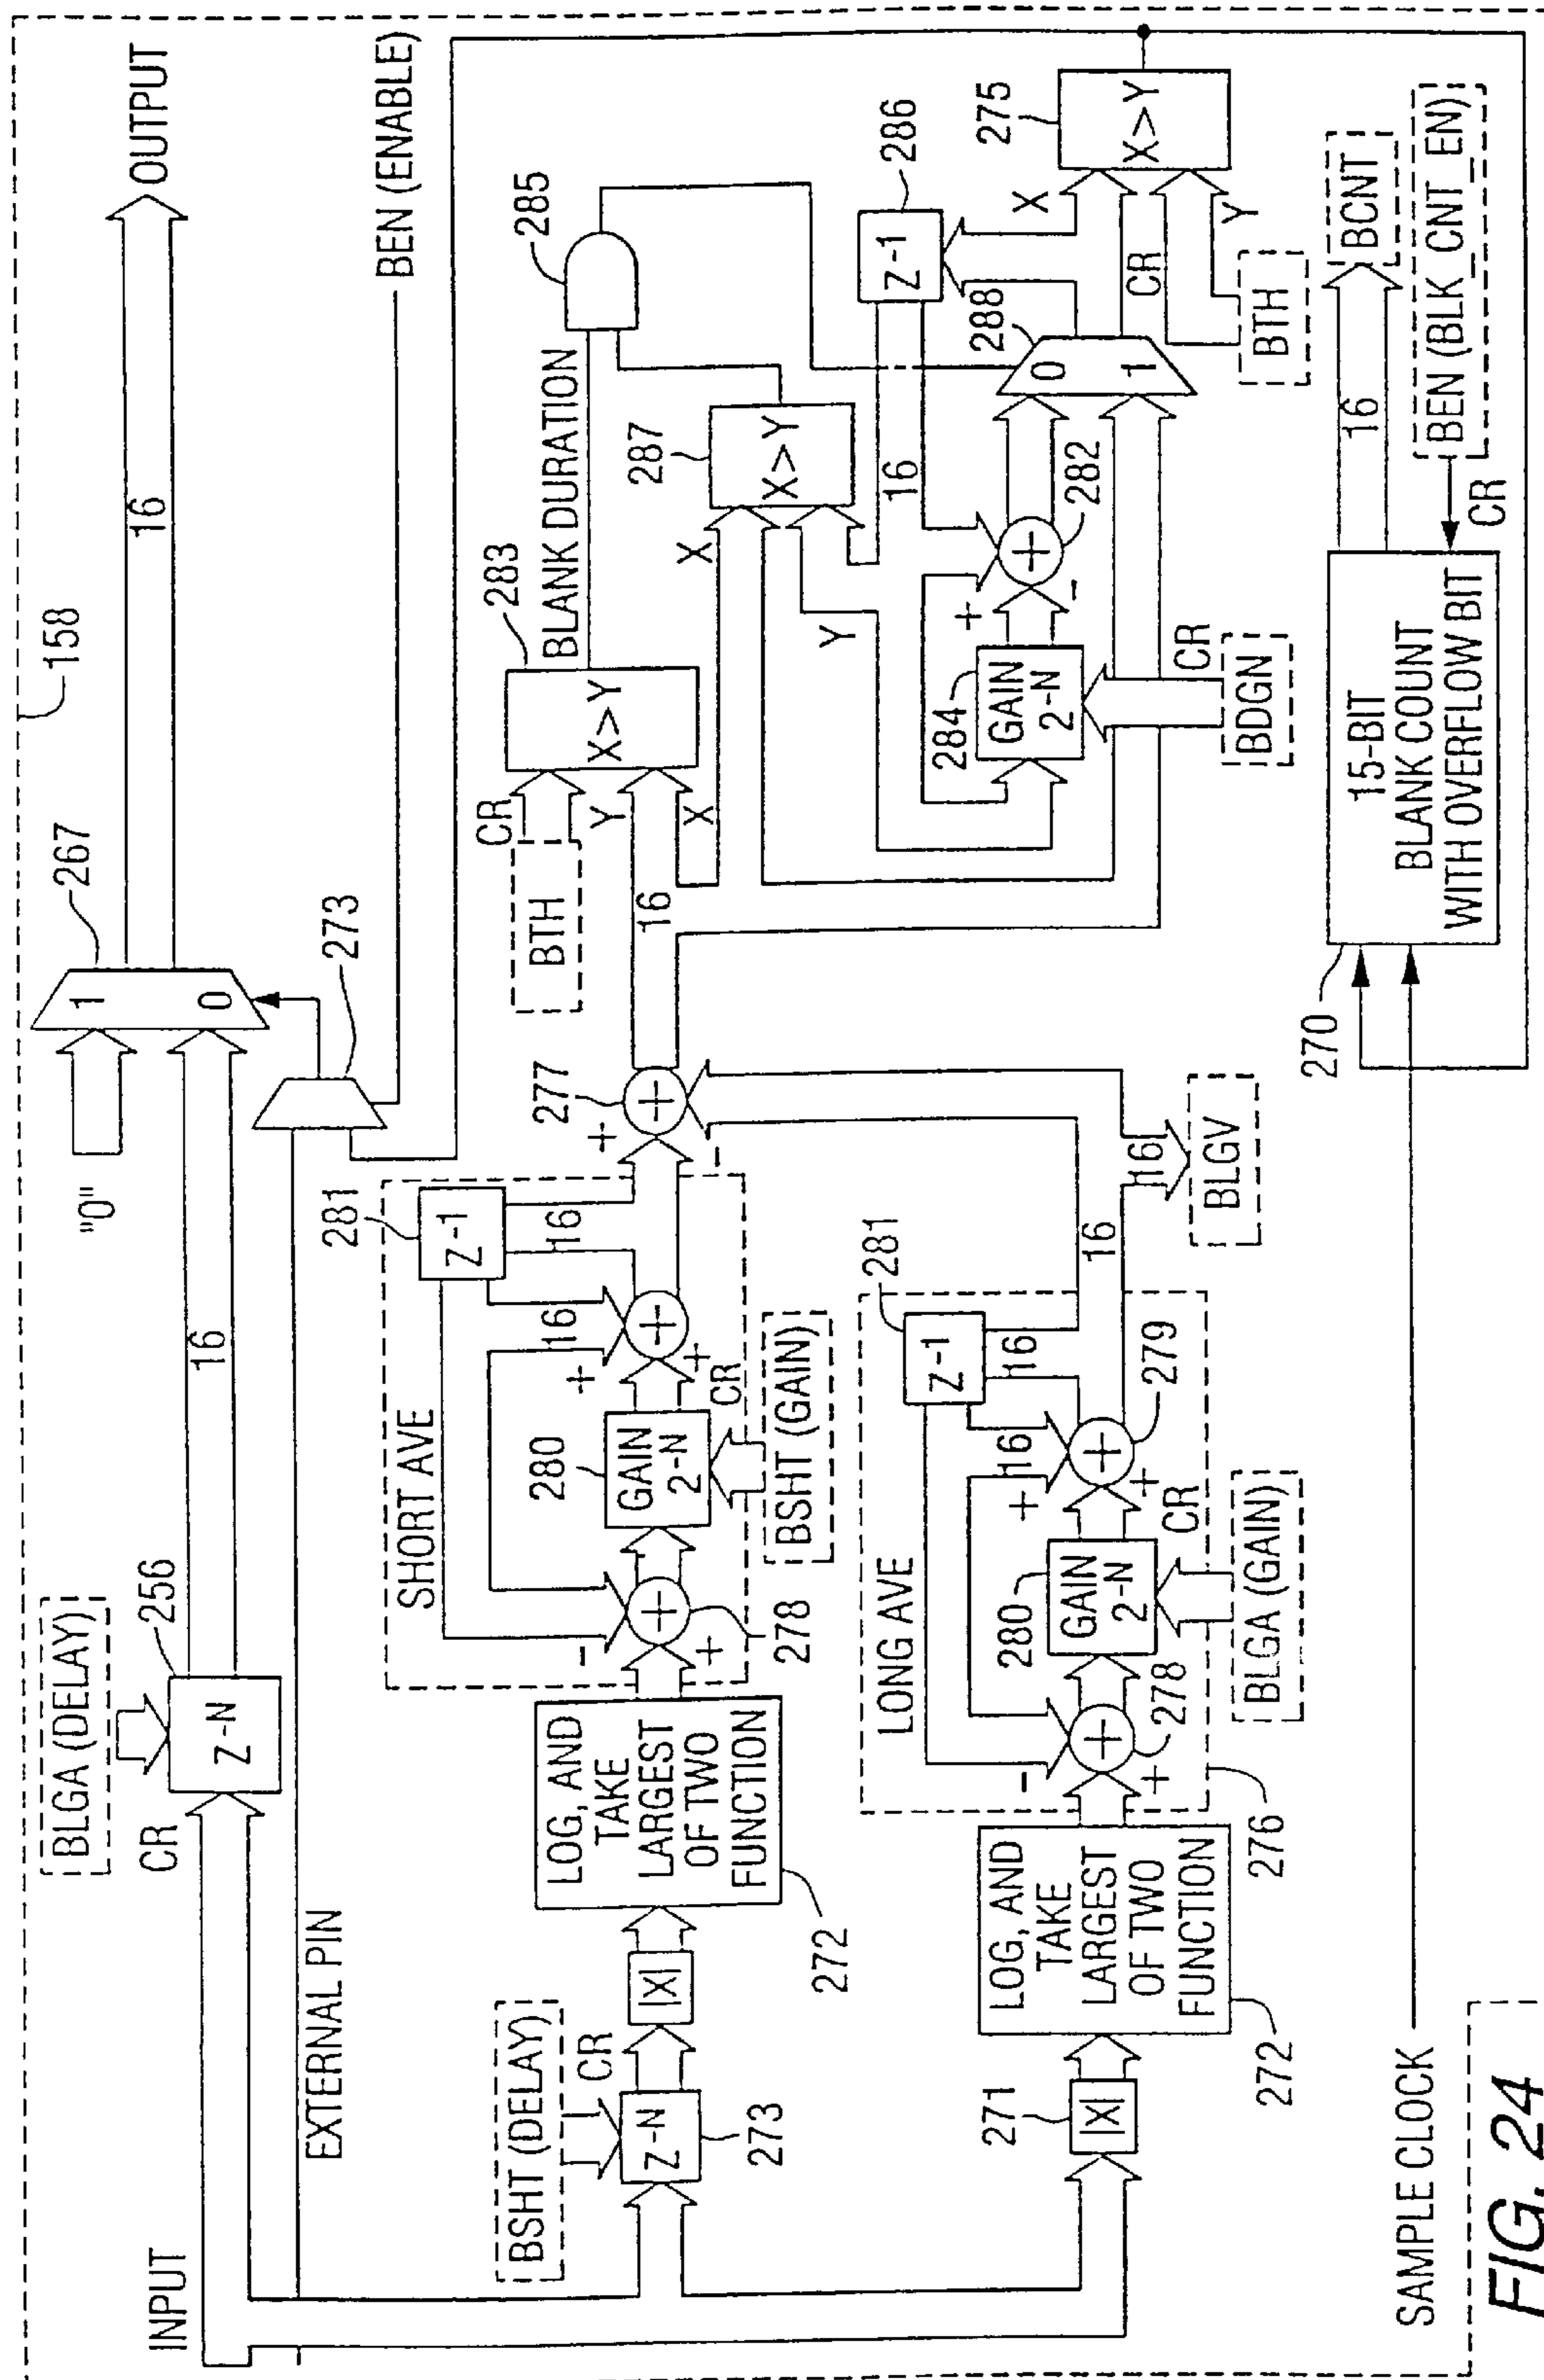 158
INPUT
CR
BLGA (DELAY)
256
Z-N
16
"0"
1
0
267
16
OUTPUT
EXTERNAL PIN
273
BEN (ENABLE)
BSHT (DELAY)
CR
Z-N
273
|X|
LOG, AND
TAKE
LARGEST
OF TWO
FUNCTION
272
SHORT AVE
-
+
+
278
280
GAIN
2-N
+
+
+
16
Z-1
281
16
CR
BSHT (GAIN)
+
-
+
277
16
BTH
CR
Y
X
X>Y
283
BLANK DURATION
285
X
Y
X>Y
287
16
Z-1
286
271
|X|
LOG, AND
TAKE
LARGEST
OF TWO
FUNCTION
272
276
LONG AVE
-
+
+
278
280
GAIN
2-N
+
+
+
279
16
Z-1
281
16
CR
BLGA (GAIN)
16
16
BLGV
284
GAIN
2-N
CR
BDGN
+
-
+
282
288
0
1
X
CR
Y
BTH
X>Y
275
SAMPLE CLOCK
270
15-BIT
BLANK COUNT
WITH OVERFLOW BIT
16
BCNT
CR
BEN (BLK_CNT_EN)
FIG. 24